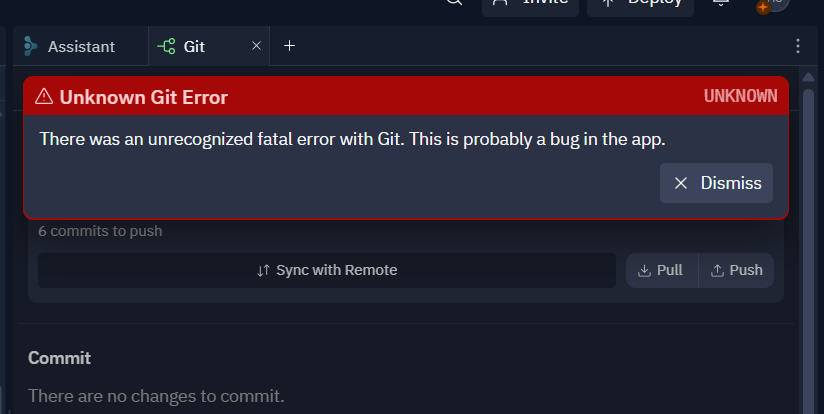 Invite
Deploy
Assistant
Git
Unknown Git Error
UNKNOWN
There was an unrecognized fatal error with Git. This is probably a bug in the app.
Dismiss
6 commits to push
Sync with Remote
Pull
Push
Commit
There are no changes to commit.